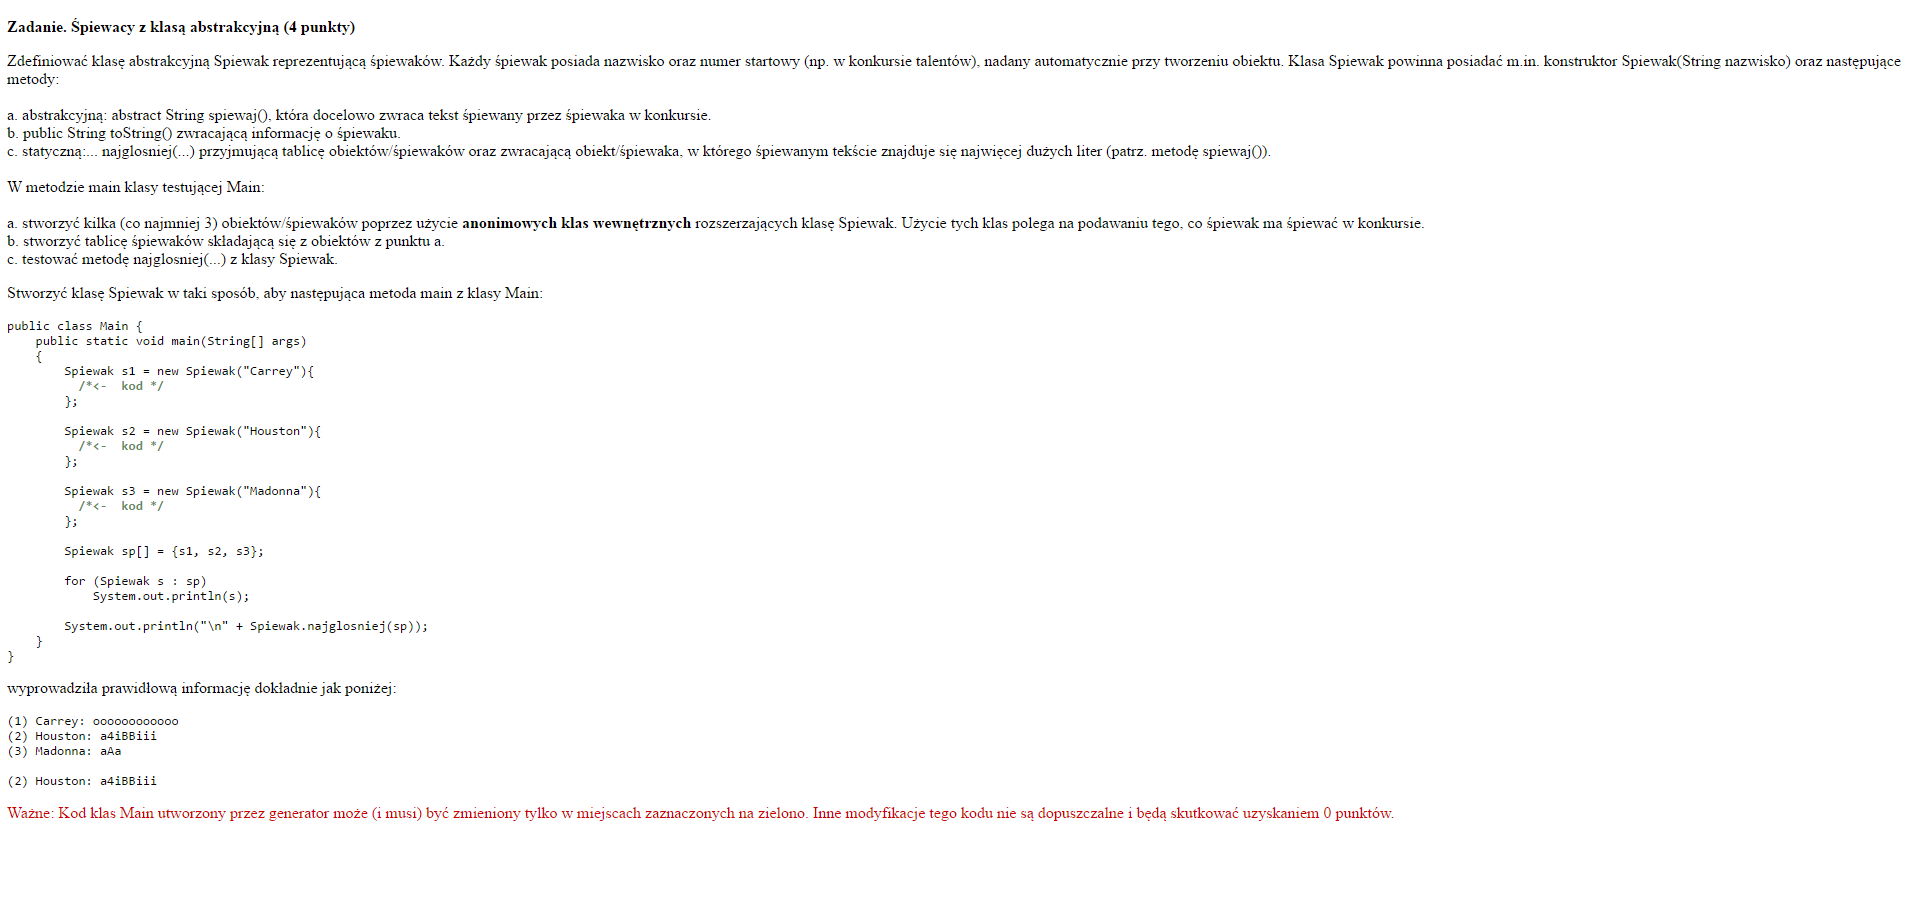 Zadanie. Śpiewacy z klasą abstrakcyjną (4 punkty)
Zdefiniować klasę abstrakcyjną Spiewak reprezentującą śpiewaków. Każdy śpiewak posiada nazwisko oraz numer startowy (np. w konkursie talentów), nadany automatycznie przy tworzeniu obiektu. Klasa Spiewak powinna posiadać m.in. konstruktor Spiewak(String nazwisko) oraz następujące
metody:
a. abstrakcyjną: abstract String spiewaj(), która docelowo zwraca tekst śpiewany przez śpiewaka w konkursie.
b. public String toString() zwracającą informację o śpiewaku.
c. statyczną:... najglosniej(...) przyjmującą tablicę obiektów/śpiewaków oraz zwracającą obiekt/śpiewaka, w którego śpiewanym tekście znajduje się najwięcej dużych liter (patrz. metodę spiewaj()).
W metodzie main klasy testującej Main:
a. stworzyć kilka (co najmniej 3) obiektów/śpiewaków poprzez użycie anonimowych klas wewnętrznych rozszerzających klasę Spiewak. Użycie tych klas polega na podawaniu tego, co śpiewak ma śpiewać w konkursie.
b. stworzyć tablicę śpiewaków składającą się z obiektów z punktu a.
c. testować metodę najglosniej(...) z klasy Spiewak.
Stworzyć klasę Spiewak w taki sposób, aby następująca metoda main z klasy Main:
public class Main {
    public static void main(String[] args)
    {
        Spiewak s1 = new Spiewak("Carrey"){
          /*<-  kod */
        };
        Spiewak s2 = new Spiewak("Houston"){
          /*<-  kod */
        };
        Spiewak s3 = new Spiewak("Madonna"){
          /*<-  kod */
        };
        Spiewak sp[] = {s1, s2, s3};
        for (Spiewak s : sp)
            System.out.println(s);
        System.out.println("\n" + Spiewak.najglosniej(sp));
    }
}
wyprowadziła prawidłową informację dokładnie jak poniżej:
(1) Carrey: oooooooooooo
(2) Houston: a4iBBiii
(3) Madonna: aAa
(2) Houston: a4iBBiii
Ważne: Kod klas Main utworzony przez generator może (i musi) być zmieniony tylko w miejscach zaznaczonych na zielono. Inne modyfikacje tego kodu nie są dopuszczalne i będą skutkować uzyskaniem 0 punktów.